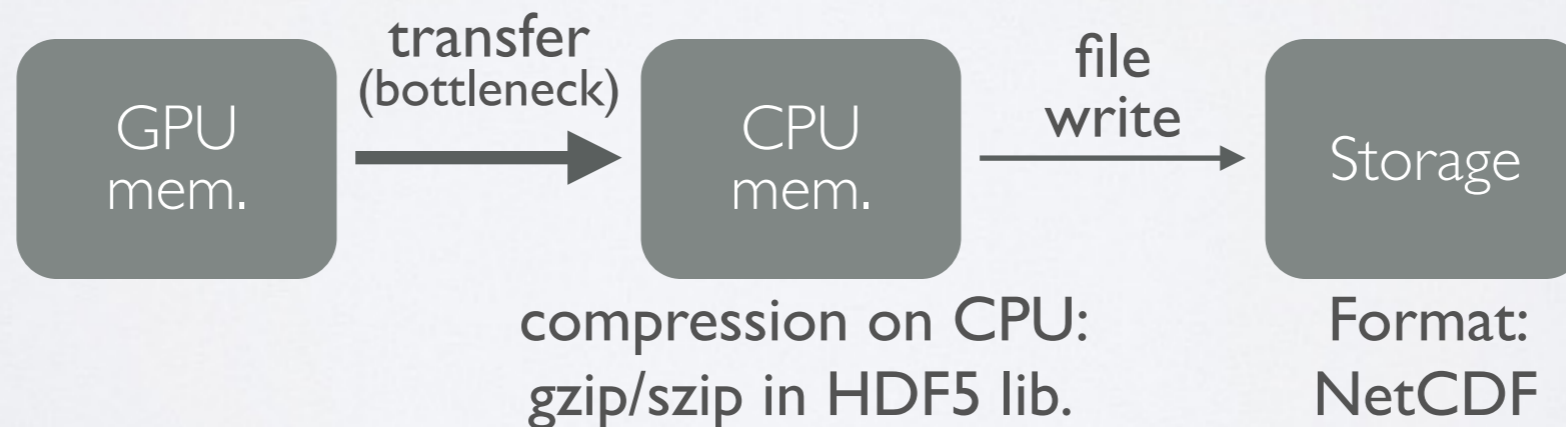 GPU
mem.
transfer
(bottleneck)
CPU
mem.
file
write
Storage
compression on CPU:
gzip/szip in HDF5 lib.
Format:
NetCDF